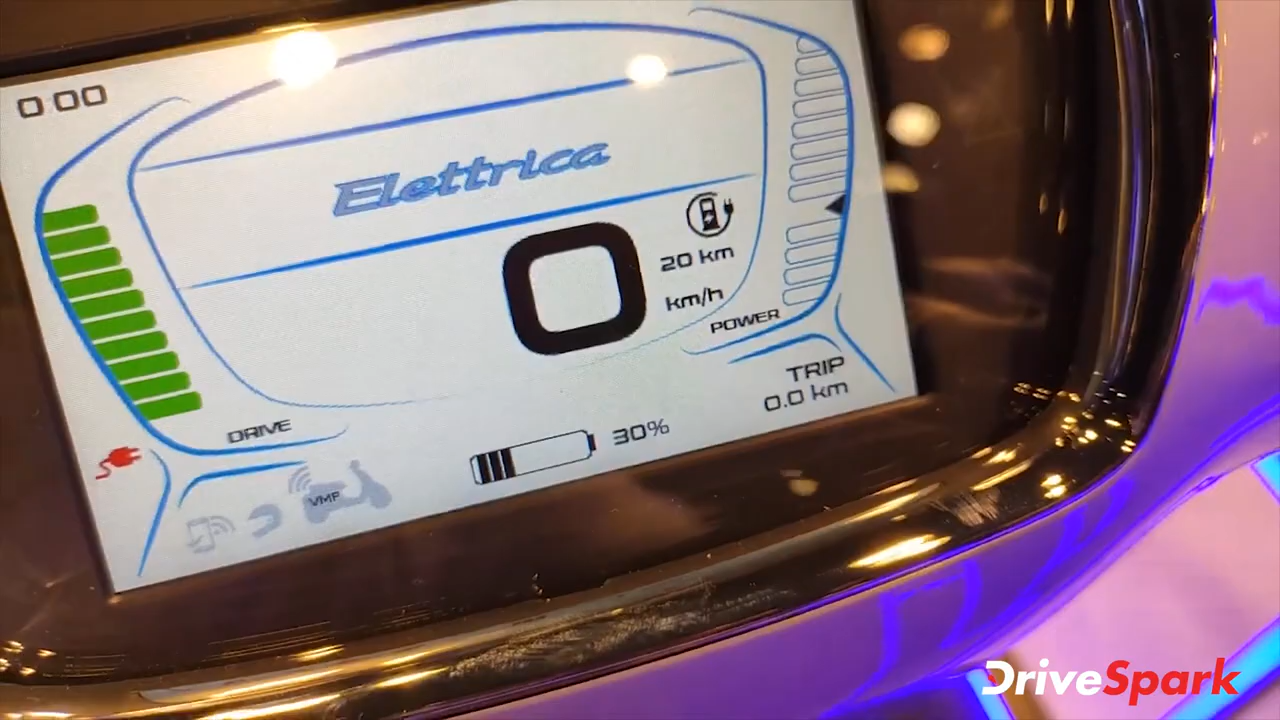 0:00
Elettrica
0
20 km
km/h
POWER
TRIP
0.0 km
DRIVE
30%
VMP
DriveSpark